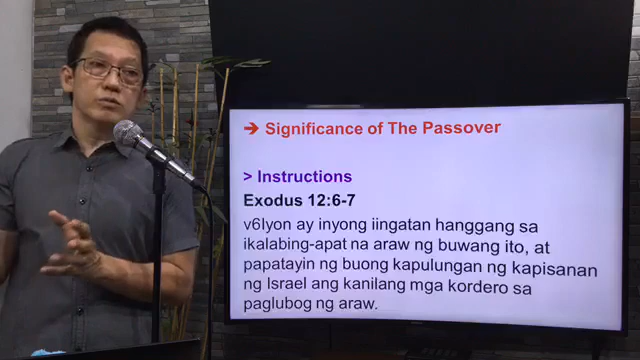 ➔ Significance of The Passover
> Instructions
Exodus 12:6-7
v6Iyon ay inyong iingatan hanggang sa
ikalabing-apat na araw ng buwang ito, at
papatayin ng buong kapulungan ng kapisanan
ng Israel ang kanilang mga kordero sa
paglubog ng araw.